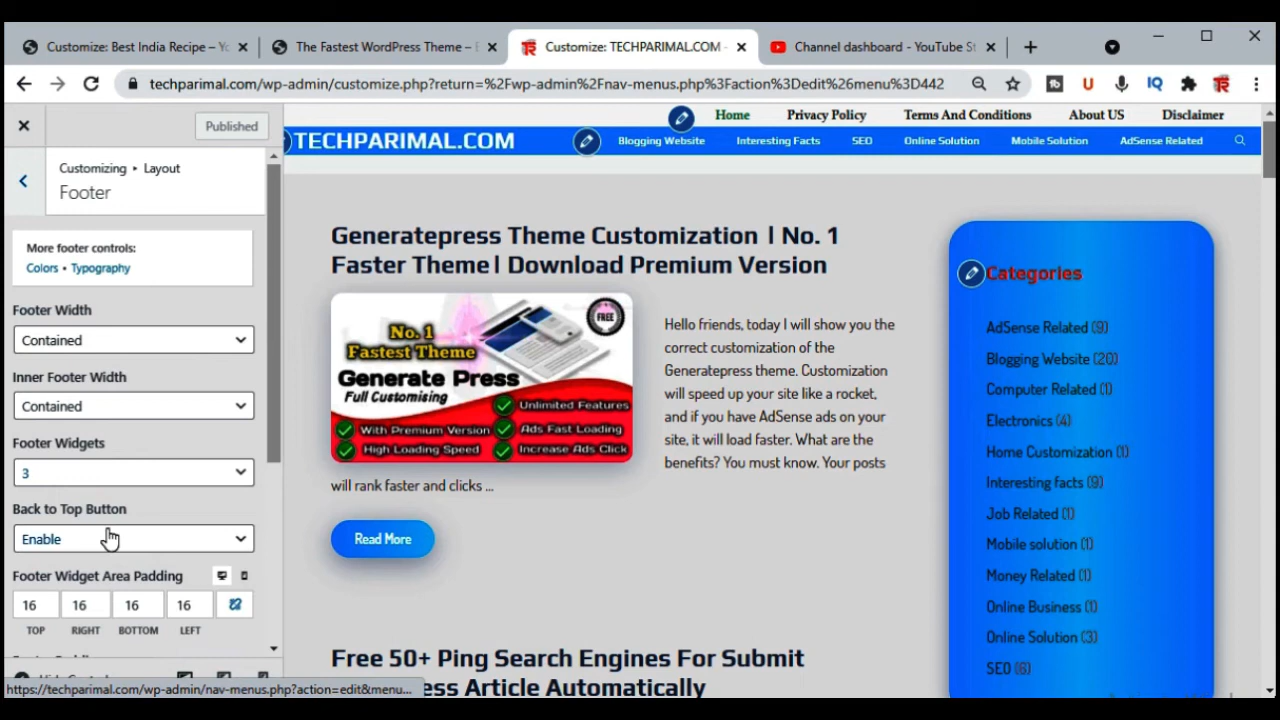 Customize: Best India Recipe – Yo
The Fastest WordPress Theme –
Customize: TECHPARIMAL.COM -
Channel dashboard - YouTube St
techparimal.com/wp-admin/customize.php?return=%2Fwp-admin%2Fnav-menus.php%3Faction%3Dedit%26menu%3D442
Published
Customizing ▸ Layout
Footer
More footer controls:
Colors • Typography
Footer Width
Contained
Inner Footer Width
Contained
Footer Widgets
3
Back to Top Button
Enable
Footer Widget Area Padding
16 16 16 16
TOP RIGHT BOTTOM LEFT
https://techparimal.com/wp-admin/nav-menus.php?action=edit&menu...
Home Privacy Policy Terms And Conditions About US Disclaimer
TECHPARIMAL.COM
Blogging Website Interesting Facts SEO Online Solution Mobile Solution AdSense Related
Generatepress Theme Customization | No. 1
Faster Theme| Download Premium Version
No. 1
Fastest Theme
FREE
Generate Press
Full Customising
Unlimited Features
With Premium Version
Ads Fast Loading
High Loading Speed
Increase Ads Click
Hello friends, today I will show you the
correct customization of the
Generatepress theme. Customization
will speed up your site like a rocket,
and if you have AdSense ads on your
site, it will load faster. What are the
benefits? You must know. Your posts
will rank faster and clicks ...
Read More
Free 50+ Ping Search Engines For Submit
ess Article Automatically
Categories
AdSense Related (9)
Blogging Website (20)
Computer Related (1)
Electronics (4)
Home Customization (1)
Interesting facts (9)
Job Related (1)
Mobile solution (1)
Money Related (1)
Online Business (1)
Online Solution (3)
SEO (6)